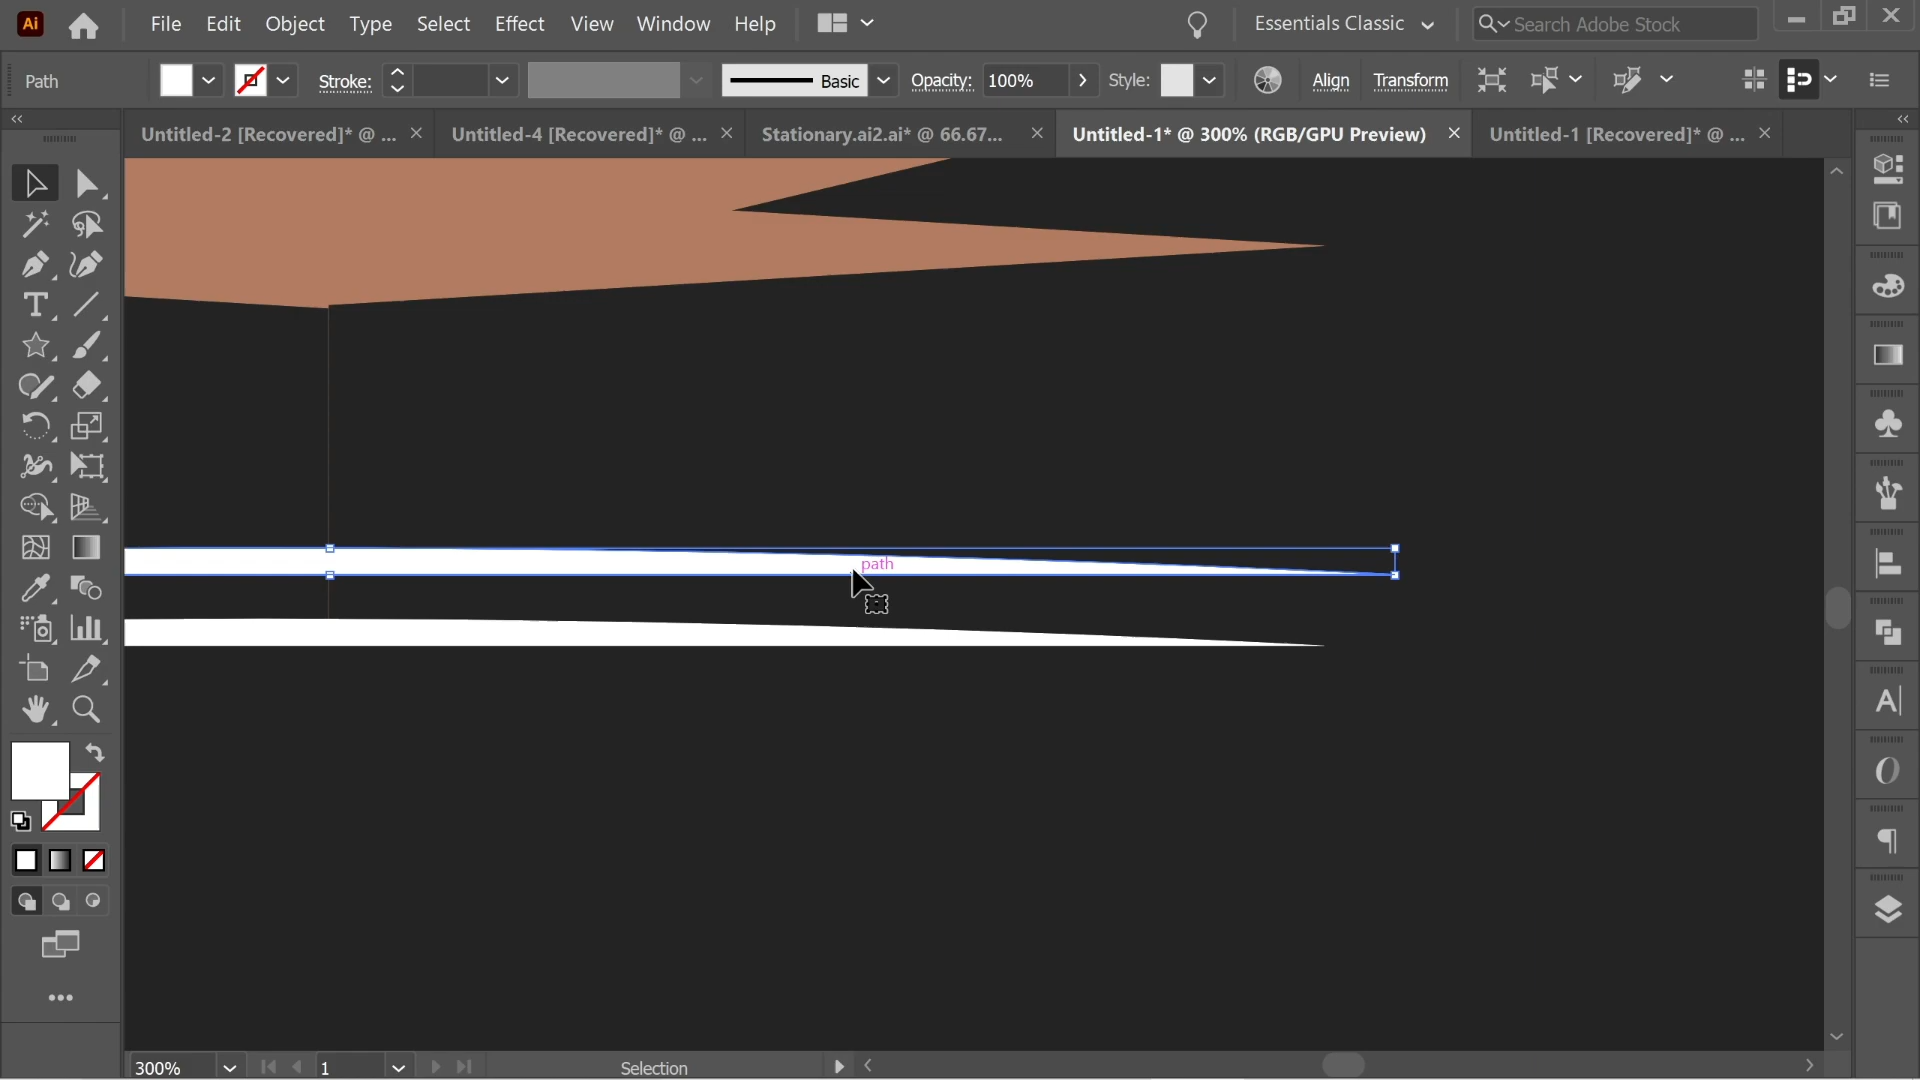 Ai File Edit Object Type Select Effect View Window Help Essentials Classic Search Adobe Stock
Path Stroke: Basic Opacity: 100% Style: Align Transform
Untitled-2 [Recovered]* @ ... Untitled-4 [Recovered]* @ ... Stationary.ai2.ai* @ 66.67... Untitled-1* @ 300% (RGB/GPU Preview) Untitled-1 [Recovered]* @ ...
path
300% 1 Selection